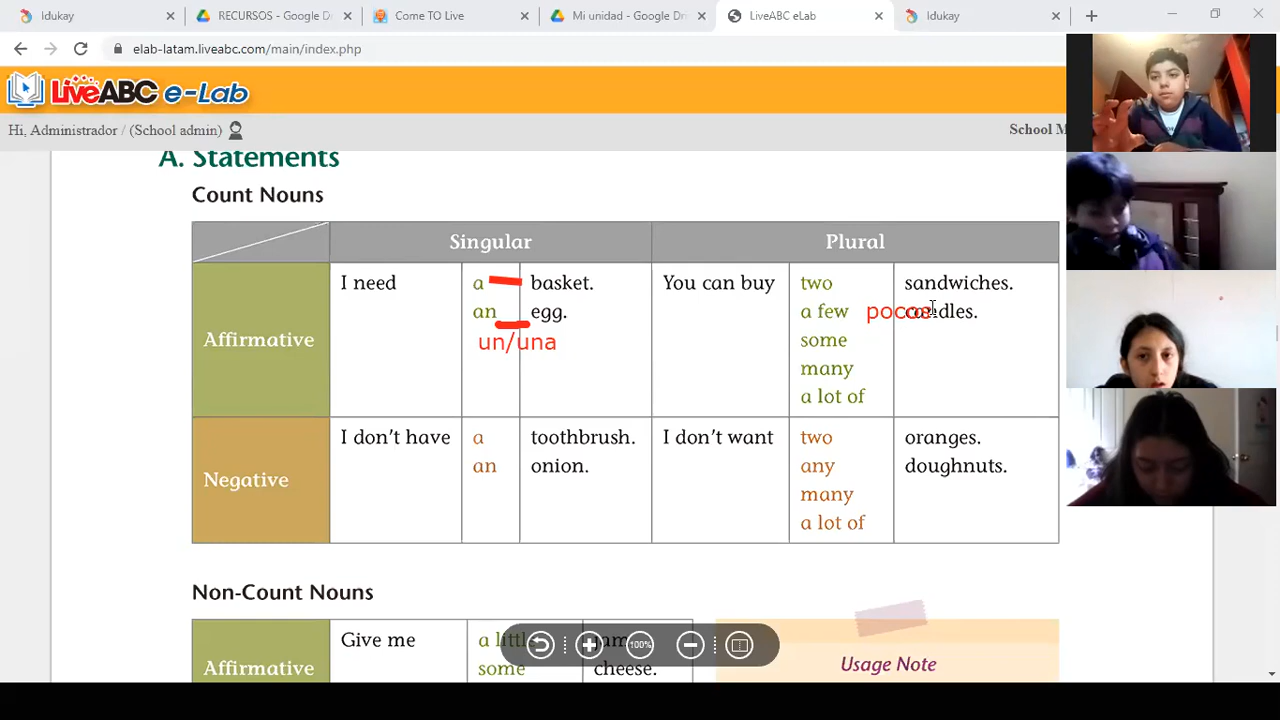 Idukay
RECURSOS - Google D
Come TO Live
Mi unidad - Google Dr
LiveABC eLab
Idukay
elab-latam.liveabc.com/main/index.php
LiveABC e-Lab
Hi, Administrador / (School admin)
School M
A. Statements
Count Nouns
Singular Plural
Affirmative
I need
a basket.
an egg.
un/una
You can buy
two sandwiches.
a few pocos candles.
some
many
a lot of
Negative
I don't have
a toothbrush.
an onion.
I don't want
two oranges.
any doughnuts.
many
a lot of
Non-Count Nouns
Affirmative
Give me
a littl jam
some cheese.
100%
Usage Note